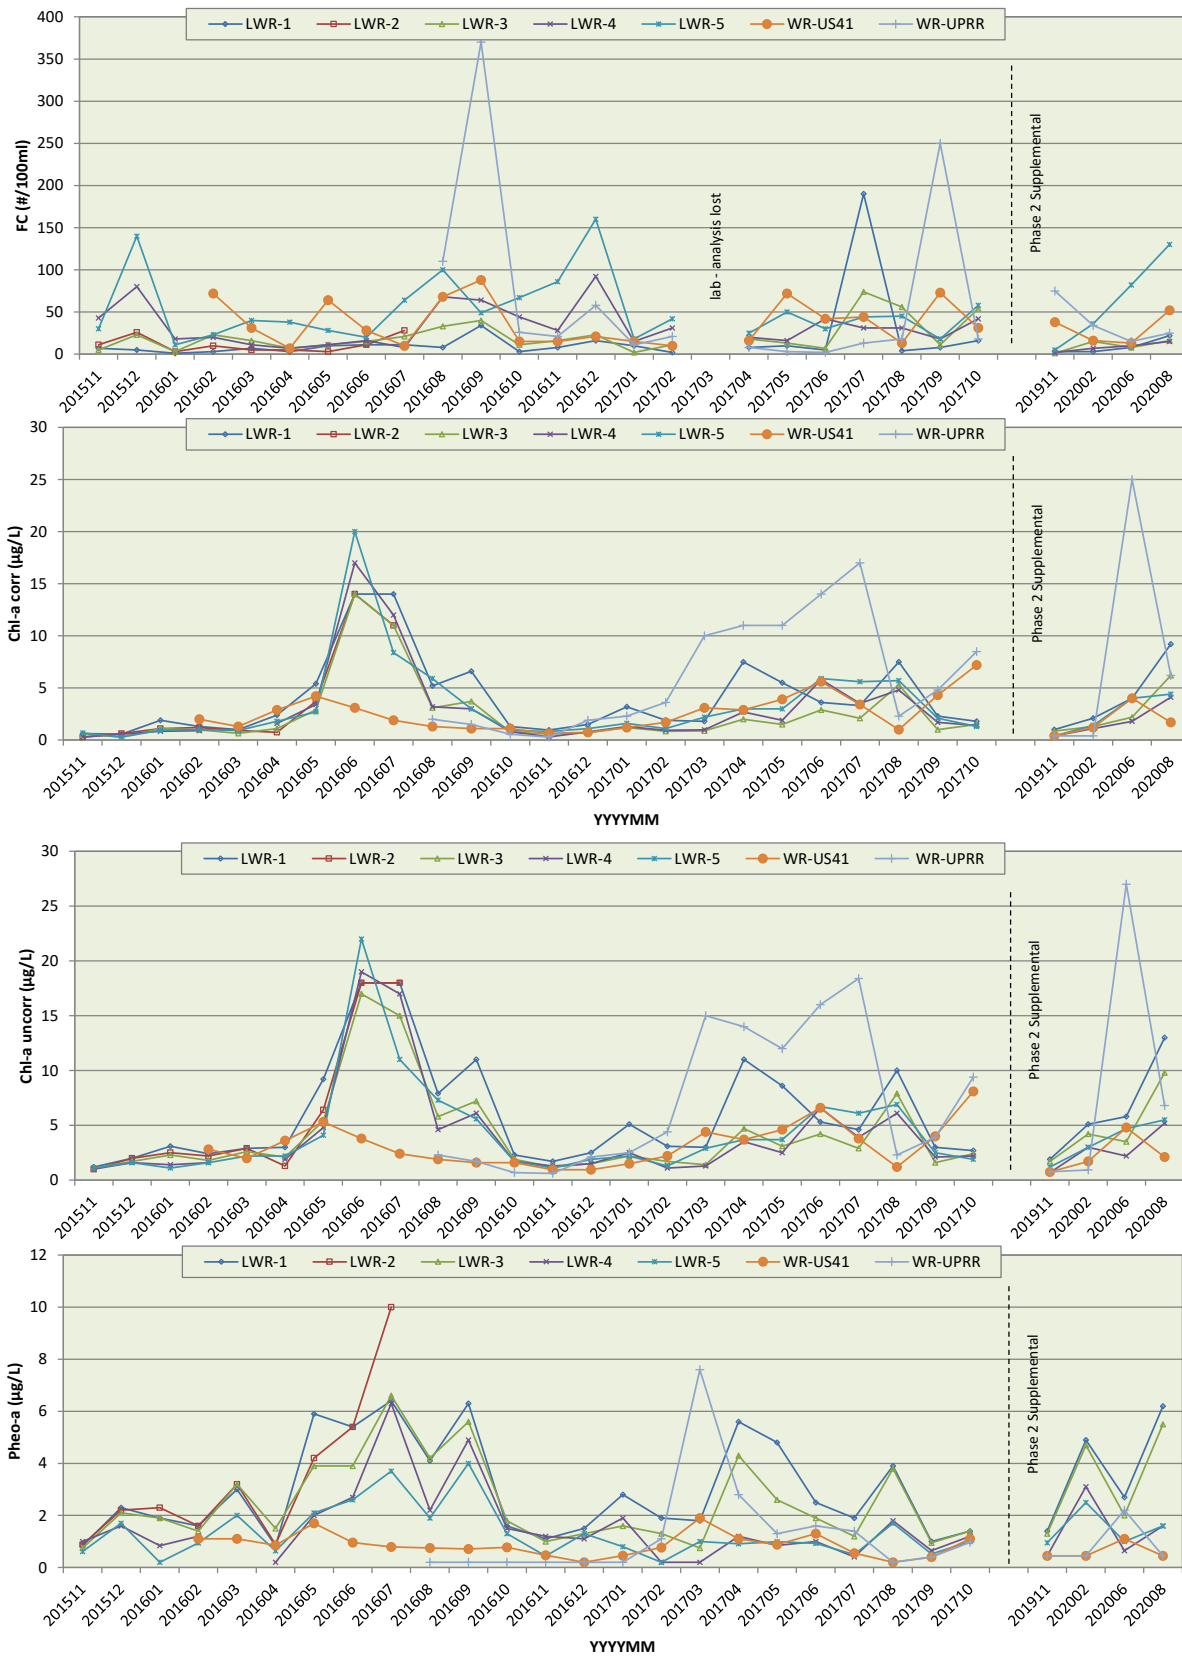 LWR-1 LWR-2 LWR-3 LWR-4 LWR-5 WR-US41 WR-UPRR
400
350
300
250
200
150
100
50
0
FC (#/100ml)
lab - analysis lost
Phase 2 Supplemental
201511 201512 201601 201602 201603 201604 201605 201606 201607 201608 201609 201610 201611 201612 201701 201702 201703 201704 201705 201706 201707 201708 201709 201710 201911 202002 202006 202008
LWR-1 LWR-2 LWR-3 LWR-4 LWR-5 WR-US41 WR-UPRR
30
25
20
15
10
5
0
Chl-a corr (µg/L)
Phase 2 Supplemental
201511 201512 201601 201602 201603 201604 201605 201606 201607 201608 201609 201610 201611 201612 201701 201702 201703 201704 201705 201706 201707 201708 201709 201710 201911 202002 202006 202008
YYYYMM
LWR-1 LWR-2 LWR-3 LWR-4 LWR-5 WR-US41 WR-UPRR
30
25
20
15
10
5
0
Chl-a uncorr (µg/L)
Phase 2 Supplemental
201511 201512 201601 201602 201603 201604 201605 201606 201607 201608 201609 201610 201611 201612 201701 201702 201703 201704 201705 201706 201707 201708 201709 201710 201911 202002 202006 202008
LWR-1 LWR-2 LWR-3 LWR-4 LWR-5 WR-US41 WR-UPRR
12
10
8
6
4
2
0
Pheo-a (µg/L)
Phase 2 Supplemental
201511 201512 201601 201602 201603 201604 201605 201606 201607 201608 201609 201610 201611 201612 201701 201702 201703 201704 201705 201706 201707 201708 201709 201710 201911 202002 202006 202008
YYYYMM